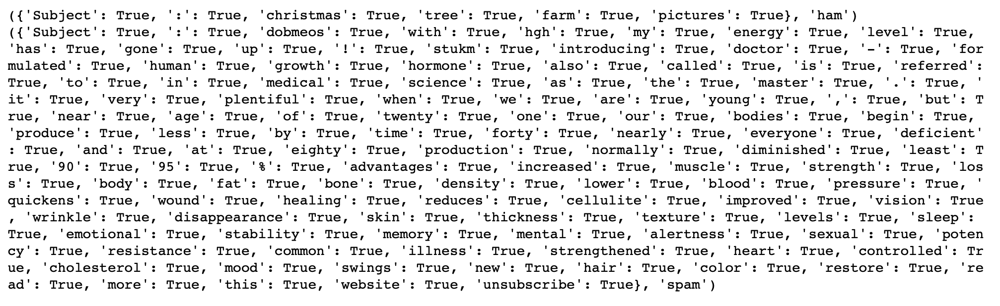 ({'Subject': True, ':': True, 'christmas': True, 'tree': True, 'farm': True, 'pictures': True}, 'ham')
({'Subject': True, ':': True, 'dobmeos': True, 'with': True, 'hgh': True, 'my': True, 'energy': True, 'level': True,
'has': True, 'gone': True, 'up': True, '!': True, 'stukm': True, 'introducing': True, 'doctor': True, '-': True, 'for
mulated': True, 'human': True, 'growth': True, 'hormone': True, 'also': True, 'called': True, 'is': True, 'referred':
True, 'to': True, 'in': True, 'medical': True, 'science': True, 'as': True, 'the': True, 'master': True, '.': True, '
it': True, 'very': True, 'plentiful': True, 'when': True, 'we': True, 'are': True, 'young': True, ',': True, 'but': T
rue, 'near': True, 'age': True, 'of': True, 'twenty': True, 'one': True, 'our': True, 'bodies': True, 'begin': True,
'produce': True, 'less': True, 'by': True, 'time': True, 'forty': True, 'nearly': True, 'everyone': True, 'deficient'
: True, 'and': True, 'at': True, 'eighty': True, 'production': True, 'normally': True, 'diminished': True, 'least': T
rue, '90': True, '95': True, '%': True, 'advantages': True, 'increased': True, 'muscle': True, 'strength': True, 'los
s': True, 'body': True, 'fat': True, 'bone': True, 'density': True, 'lower': True, 'blood': True, 'pressure': True, '
quickens': True, 'wound': True, 'healing': True, 'reduces': True, 'cellulite': True, 'improved': True, 'vision': True
, 'wrinkle': True, 'disappearance': True, 'skin': True, 'thickness': True, 'texture': True, 'levels': True, 'sleep':
True, 'emotional': True, 'stability': True, 'memory': True, 'mental': True, 'alertness': True, 'sexual': True, 'poten
cy': True, 'resistance': True, 'common': True, 'illness': True, 'strengthened': True, 'heart': True, 'controlled': Tr
ue, 'cholesterol': True, 'mood': True, 'swings': True, 'new': True, 'hair': True, 'color': True, 'restore': True, 're
ad': True, 'more': True, 'this': True, 'website': True, 'unsubscribe': True}, 'spam')